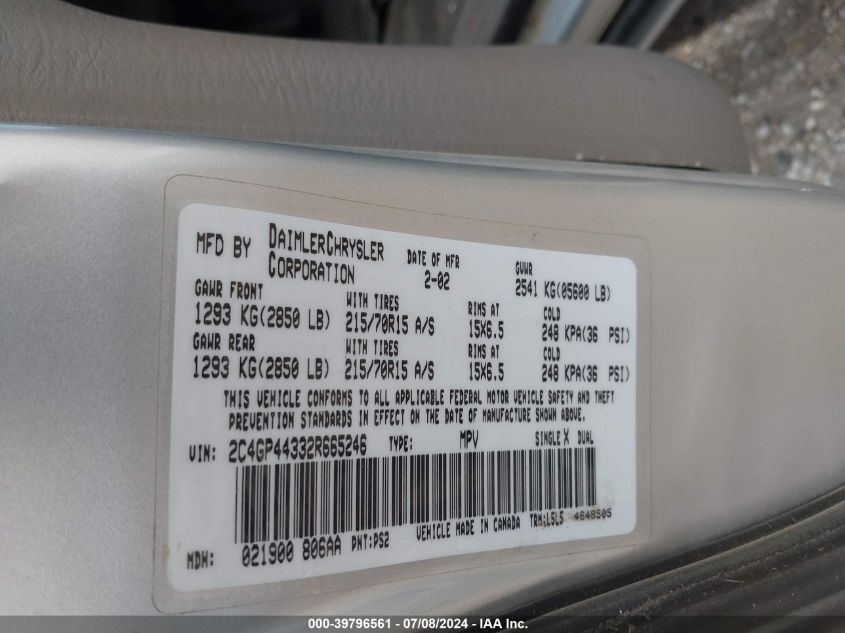 MFD BY DAIMLERCHRYSLER CORPORATION DATE OF MFR 2-02 GVWR 2541 KG(05600 LB)
GAWR FRONT WITH TIRES RIMS AT COLD
1293 KG(2850 LB) 215/70R15 A/S 15X6.5 248 KPA(36 PSI)
GAWR REAR WITH TIRES RIMS AT COLD
1293 KG(2850 LB) 215/70R15 A/S 15X6.5 248 KPA(36 PSI)
THIS VEHICLE CONFORMS TO ALL APPLICABLE FEDERAL MOTOR VEHICLE SAFETY AND THEFT
PREVENTION STANDARDS IN EFFECT ON THE DATE OF MANUFACTURE SHOWN ABOVE.
VIN: 2C4GP44332R665246 TYPE: MPV SINGLE X DUAL
MDH: 021900 806AA PNT:PS2 VEHICLE MADE IN CANADA TRM:L5L5 4648505
000-39796561 / 07/08/2024 - IAA Inc.